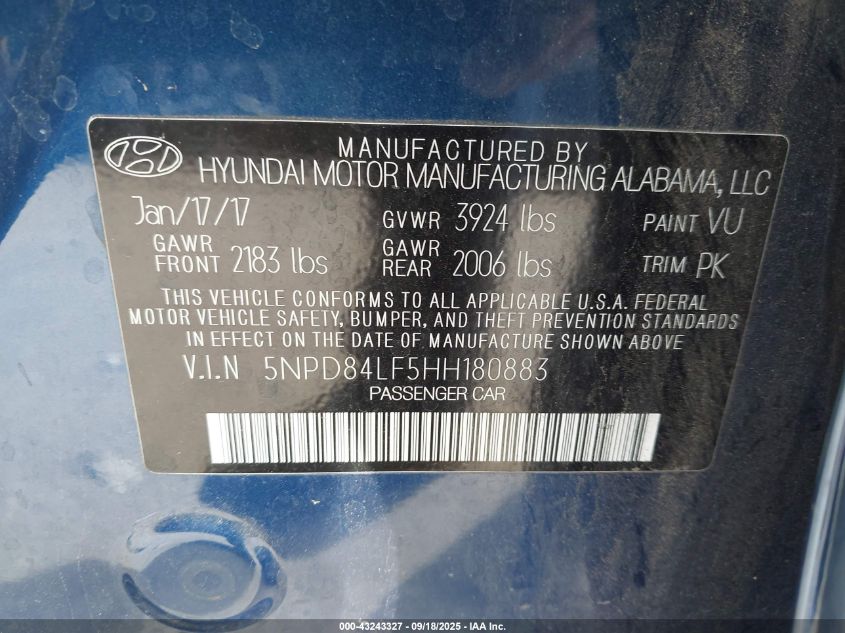 MANUFACTURED BY
HYUNDAI MOTOR MANUFACTURING ALABAMA, LLC
Jan/17/17 GVWR 3924 lbs PAINT VU
GAWR FRONT 2183 lbs GAWR REAR 2006 lbs TRIM PK
THIS VEHICLE CONFORMS TO ALL APPLICABLE U.S.A. FEDERAL
MOTOR VEHICLE SAFETY, BUMPER, AND THEFT PREVENTION STANDARDS
IN EFFECT ON THE DATE OF MANUFACTURE SHOWN ABOVE
V.I.N 5NPD84LF5HH180883
PASSENGER CAR
000-43243327 - 09/18/2025 - IAA Inc.